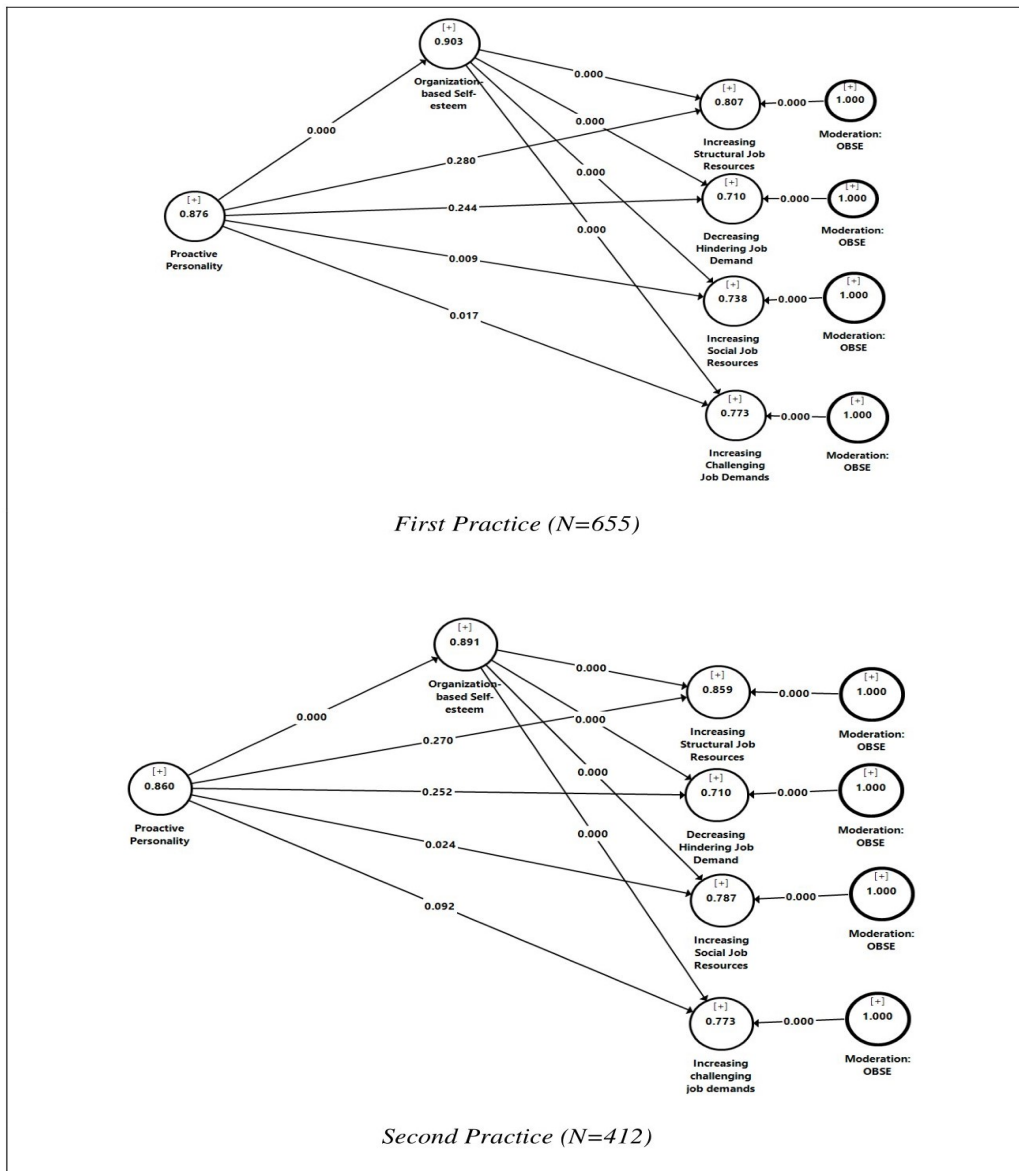 [+]
0.903
Organization-
based Self-
esteem
0.000
[+]
0.807
0.000
[+]
1.000
Increasing
Structural Job
Resources
Moderation:
OBSE
0.000
0.000
0.280
0.000
[+]
0.876
Proactive
Personality
0.244
[+]
0.710
0.000
[+]
1.000
Decreasing
Hindering Job
Demand
Moderation:
OBSE
0.000
0.009
[+]
0.738
0.000
[+]
1.000
Increasing
Social Job
Resources
Moderation:
OBSE
0.017
[+]
0.773
0.000
[+]
1.000
Increasing
Challenging
Job Demands
Moderation:
OBSE
First Practice (N=655)
[+]
0.891
Organization-
based Self-
esteem
0.000
[+]
0.859
0.000
[+]
1.000
Increasing
Structural Job
Resources
Moderation:
OBSE
0.000
0.000
0.270
0.000
[+]
0.860
Proactive
Personality
0.252
[+]
0.710
0.000
[+]
1.000
Decreasing
Hindering Job
Demand
Moderation:
OBSE
0.000
0.024
[+]
0.787
0.000
[+]
1.000
Increasing
Social Job
Resources
Moderation:
OBSE
0.092
[+]
0.773
0.000
[+]
1.000
Increasing
challenging
job demands
Moderation:
OBSE
Second Practice (N=412)